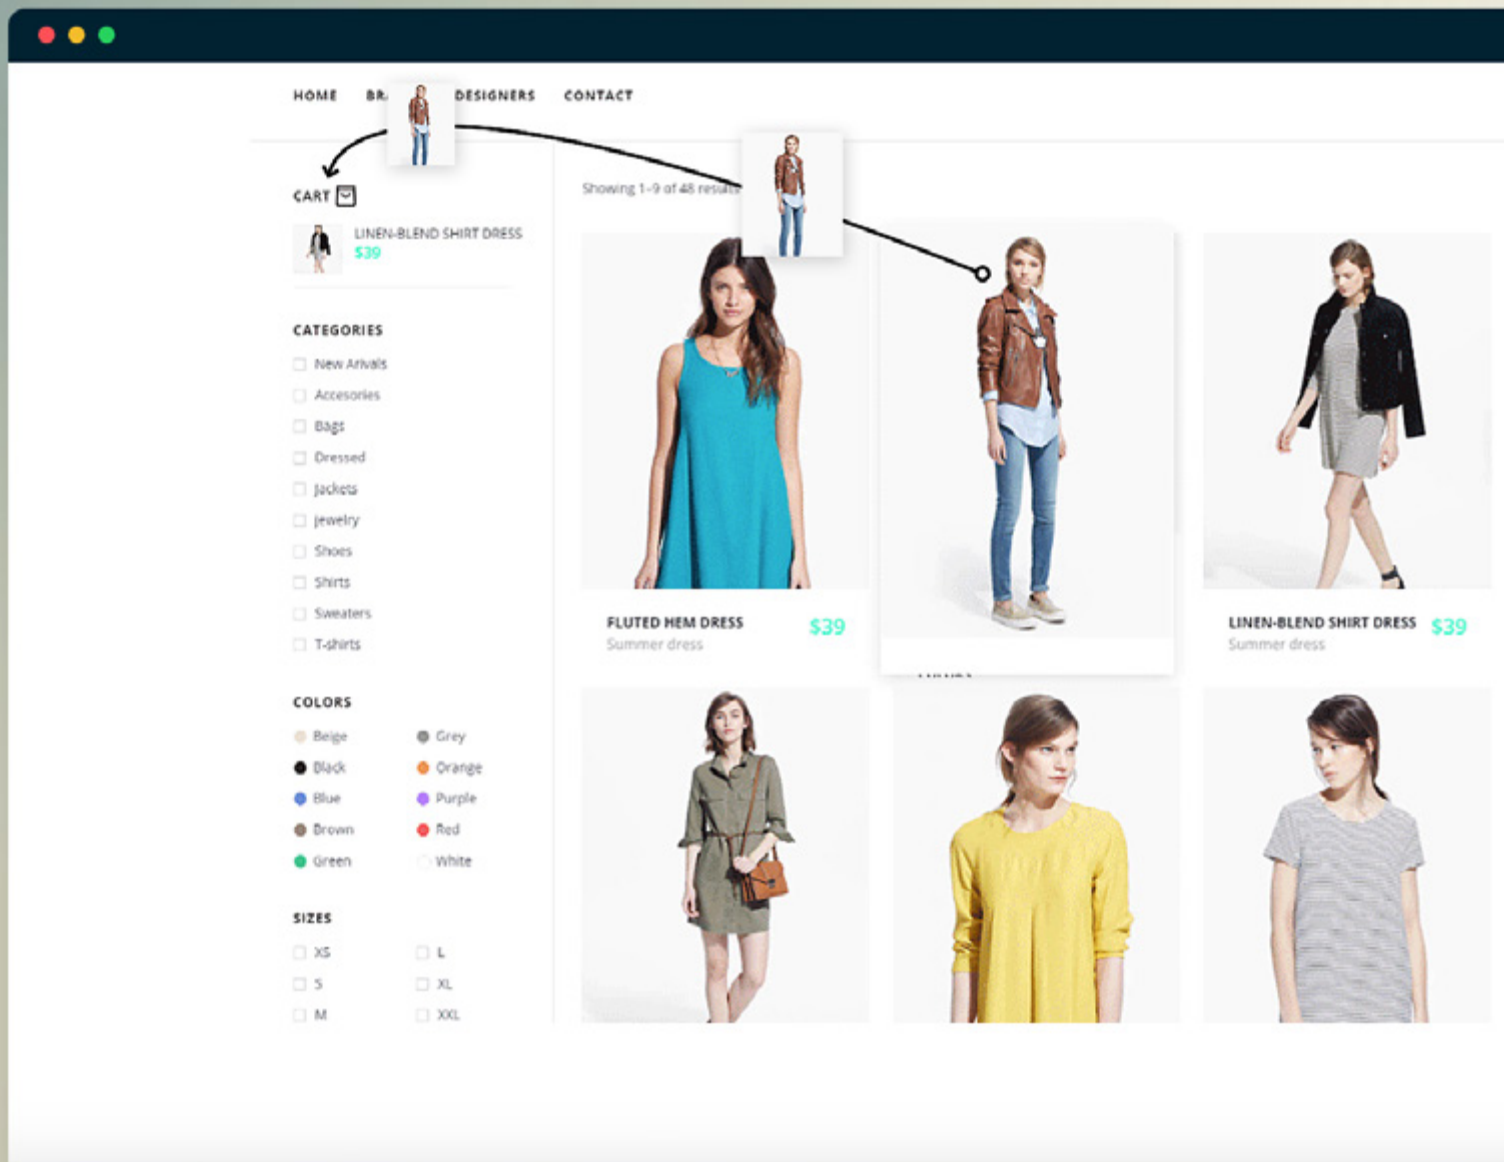 HOME DESIGNERS CONTACT
CART
LINEN-BLEND SHIRT DRESS
$39
Showing 1-9 of 48 results
CATEGORIES
New Arivals
Accesories
Bags
Dressed
Jackets
Jewelry
Shoes
Shirts
Sweaters
T-shirts
COLORS
Beige Grey
Black Orange
Blue Purple
Brown Red
Green White
SIZES
XS L
S XL
M XXL
FLUTED HEM DRESS $39
Summer dress
LINEN-BLEND SHIRT DRESS $39
Summer dress